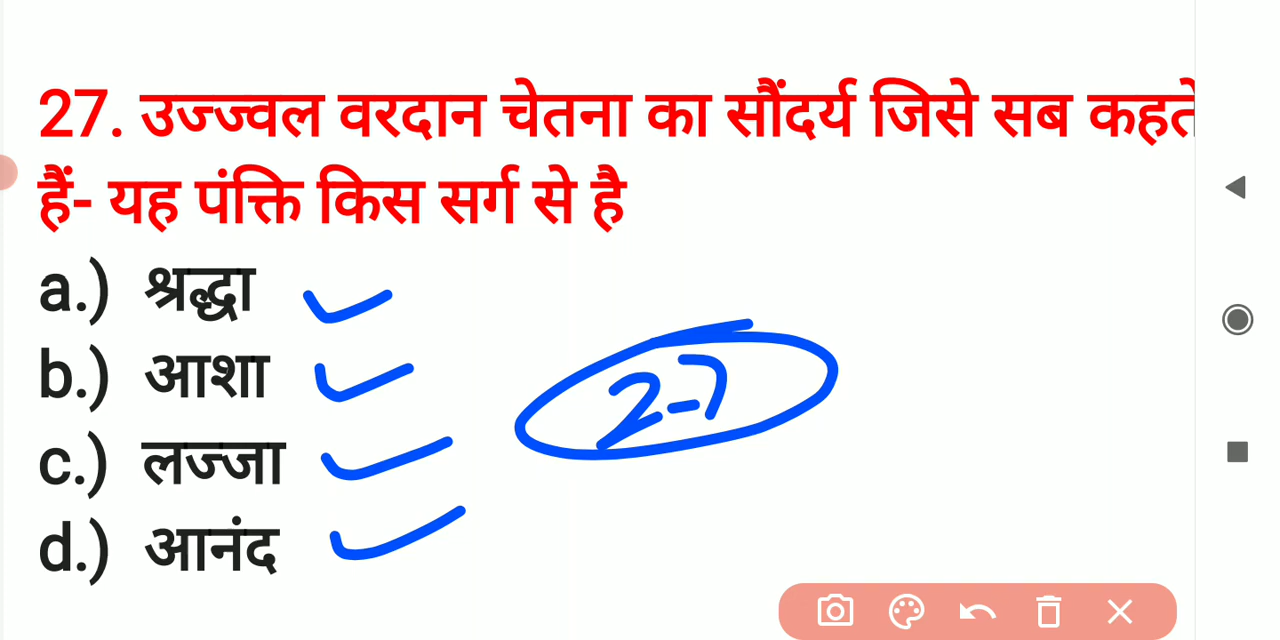 27. उज्ज्वल वरदान चेतना का सौंदर्य जिसे सब कहते
हैं- यह पंक्ति किस सर्ग से है
a.) श्रद्धा
b.) आशा
2-7
c.) लज्जा
d.) आनंद